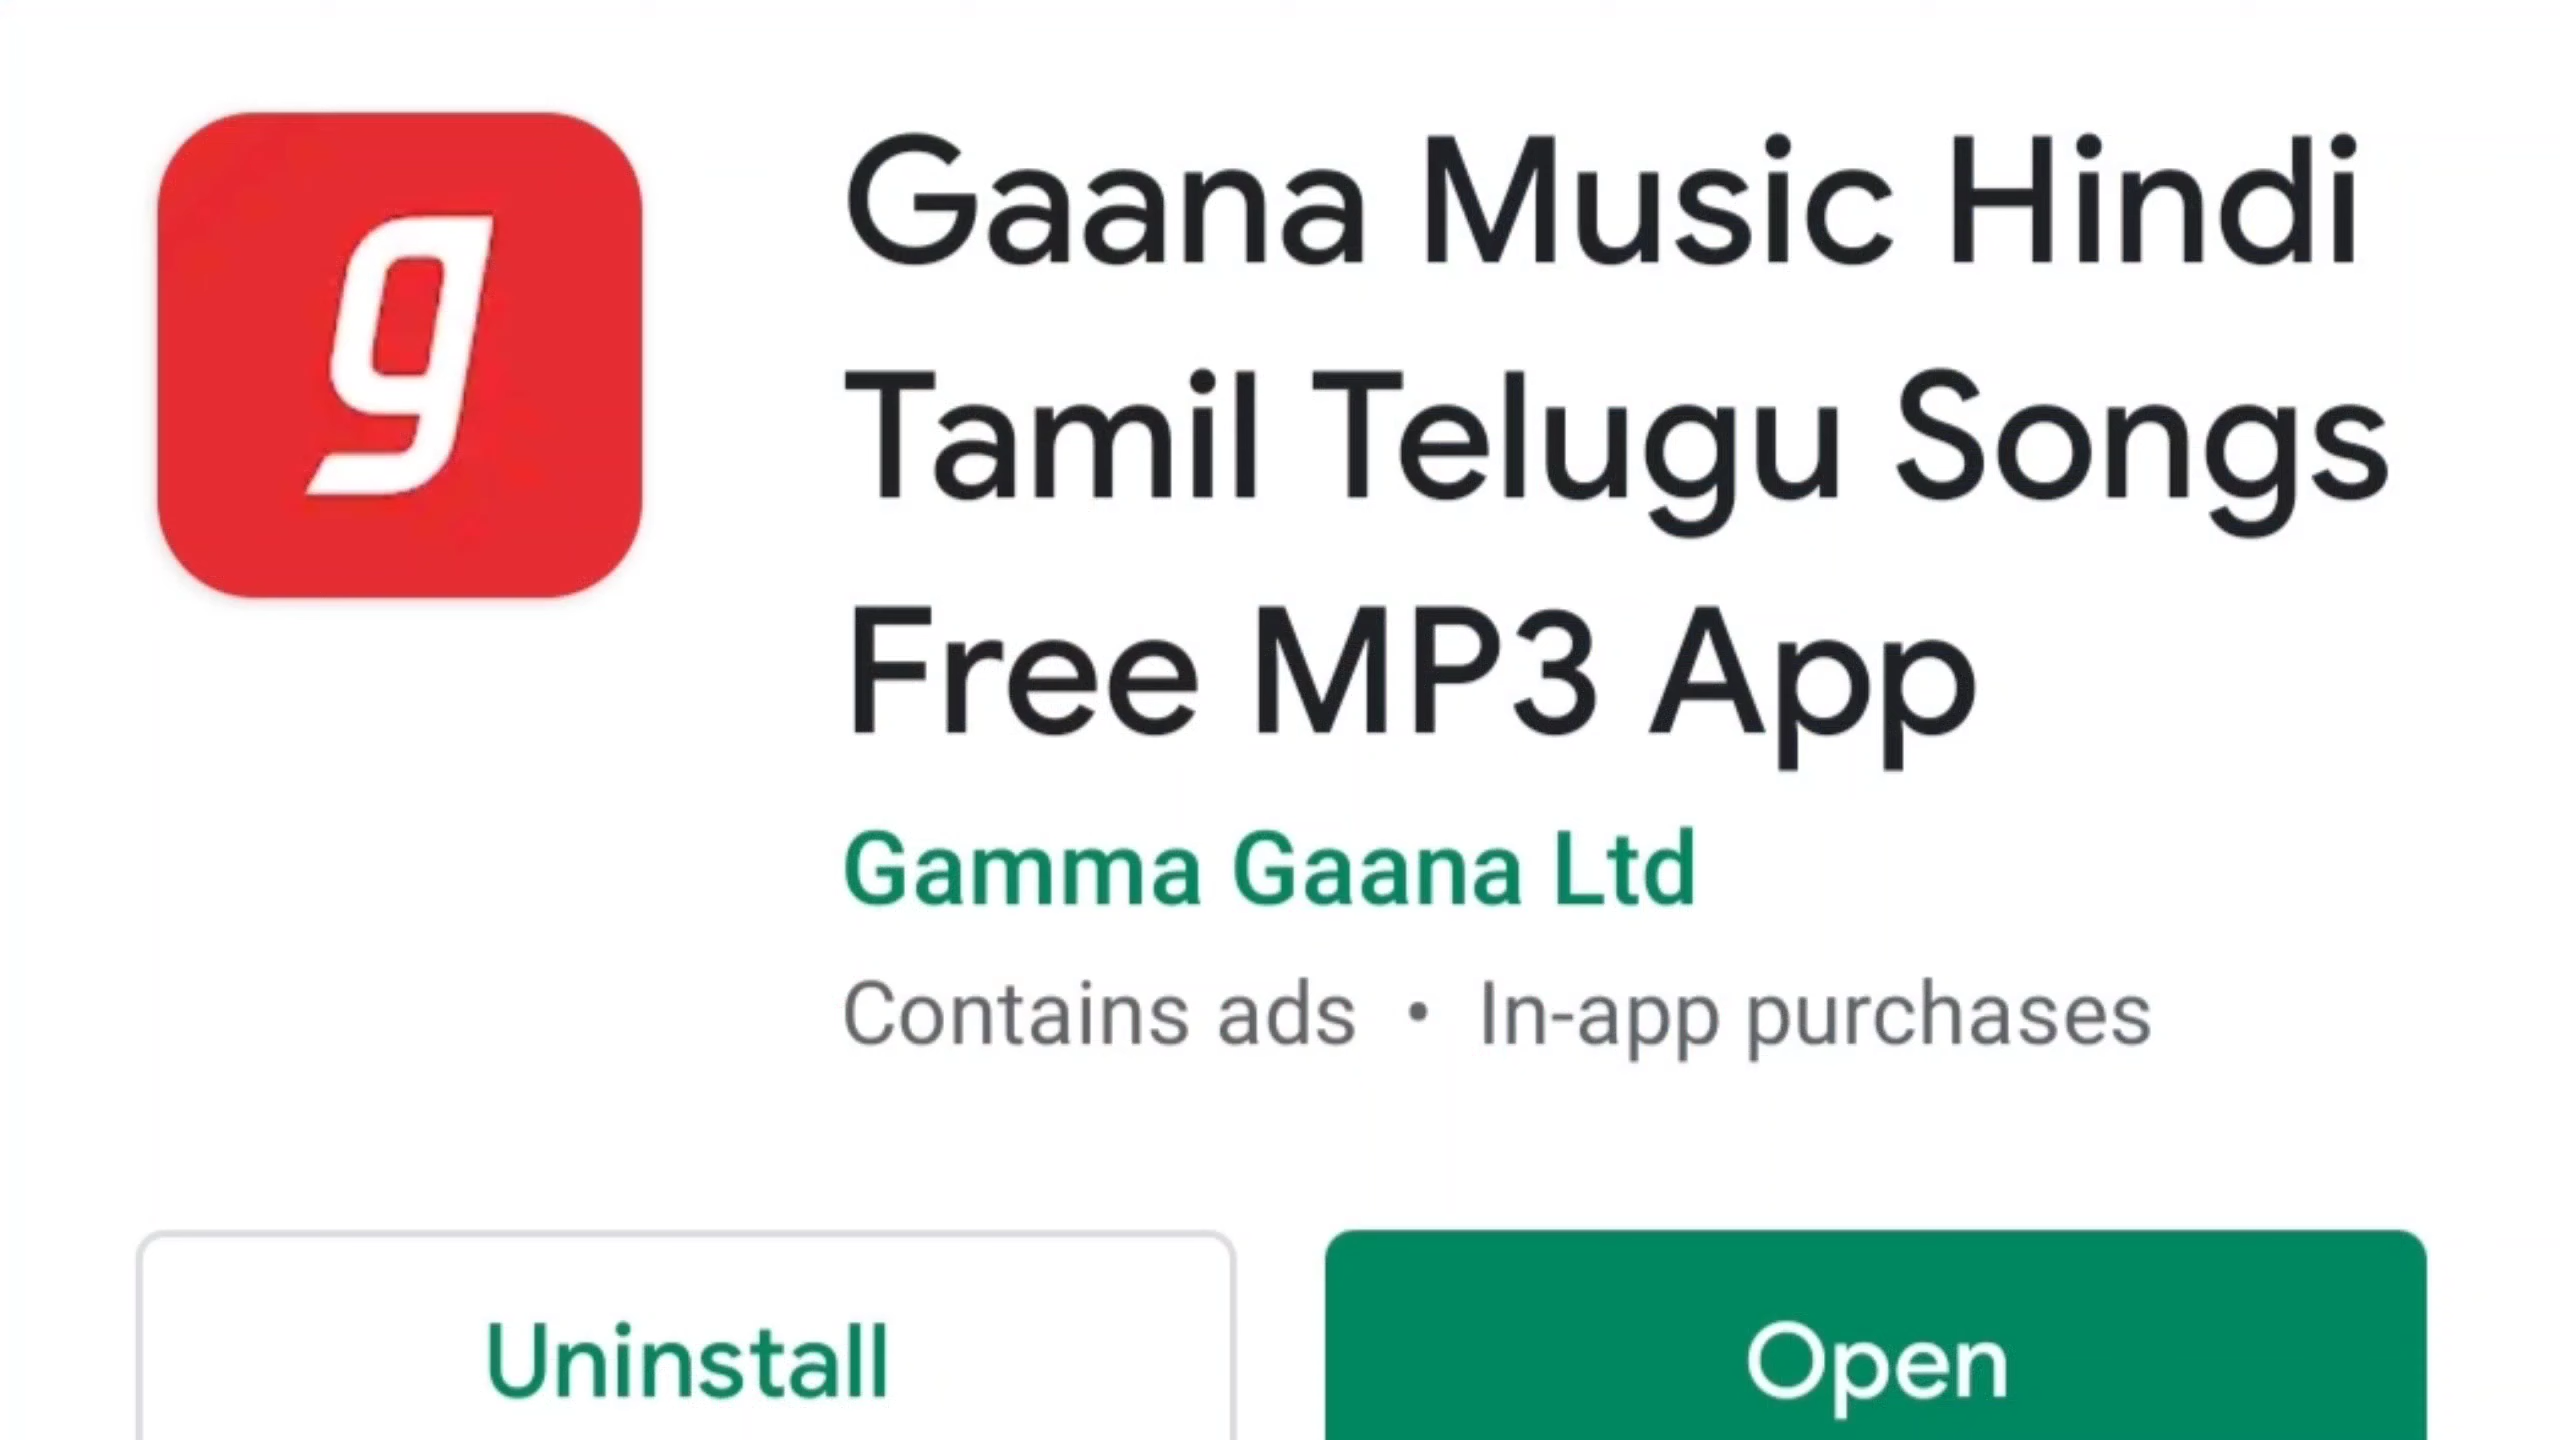 g
Gaana Music Hindi
Tamil Telugu Songs
Free MP3 App
Gamma Gaana Ltd
Contains ads • In-app purchases
Uninstall
Open